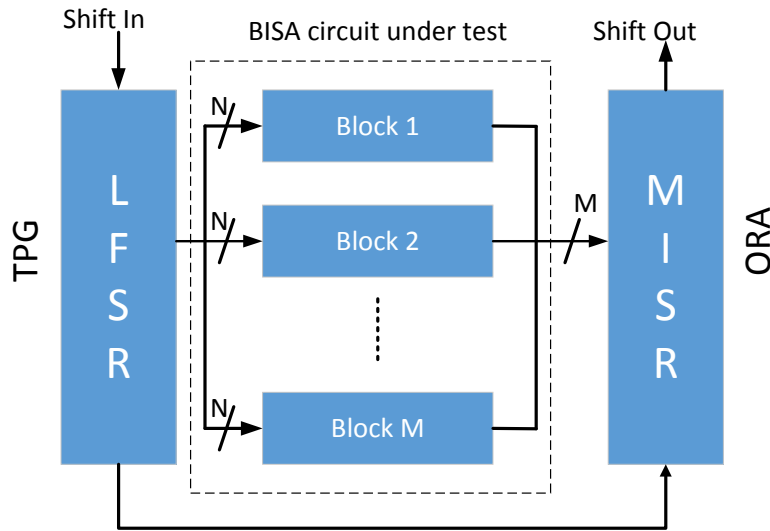 Shift In
BISA circuit under test
Shift Out
TPG
L
F
S
R
N
Block 1
N
Block 2
N
Block M
M
M
I
S
R
ORA